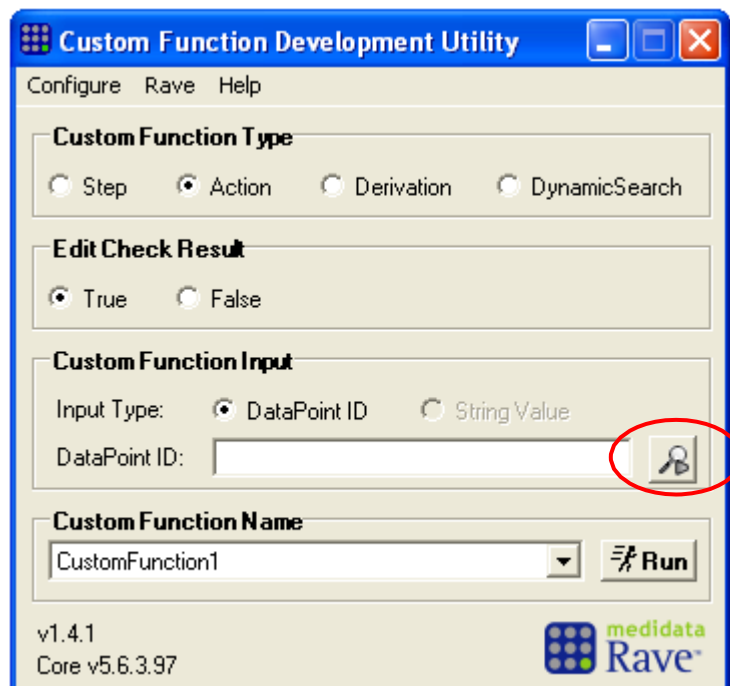 Custom Function Development Utility
Configure Rave Help
Custom Function Type
Step Action Derivation DynamicSearch
Edit Check Result
True False
Custom Function Input
Input Type: DataPoint ID String Value
DataPoint ID:
Custom Function Name
CustomFunction1 Run
v1.4.1
Core v5.6.3.97
medidata
Rave